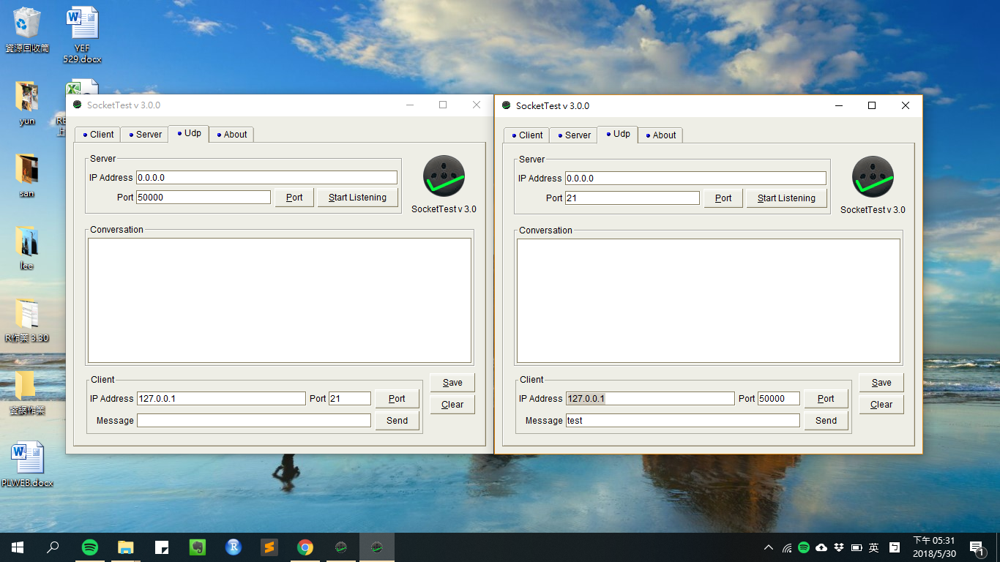 資源回收筒
YEF
529.docx
yun
san
lee
R作業 3.30
資網作業
PLWEB.docx
SocketTest v 3.0.0
Client Server Udp About
Server
IP Address 0.0.0.0
Port 50000 Port Start Listening
SocketTest v 3.0
Conversation
Client
IP Address 127.0.0.1 Port 21 Port
Message Send
Save
Clear
SocketTest v 3.0.0
Client Server Udp About
Server
IP Address 0.0.0.0
Port 21 Port Start Listening
SocketTest v 3.0
Conversation
Client
IP Address 127.0.0.1 Port 50000 Port
Message test Send
Save
Clear
英
下午 05:31
2018/5/30
1